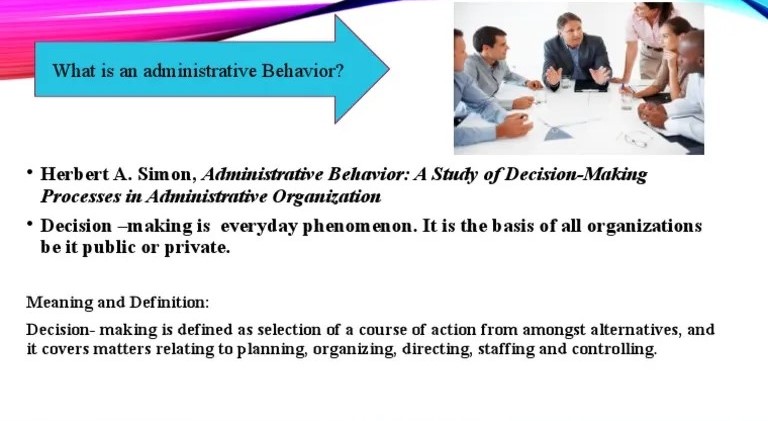 What is an administrative Behavior?
• Herbert A. Simon, Administrative Behavior: A Study of Decision-Making
Processes in Administrative Organization
• Decision –making is everyday phenomenon. It is the basis of all organizations
be it public or private.
Meaning and Definition:
Decision- making is defined as selection of a course of action from amongst alternatives, and
it covers matters relating to planning, organizing, directing, staffing and controlling.